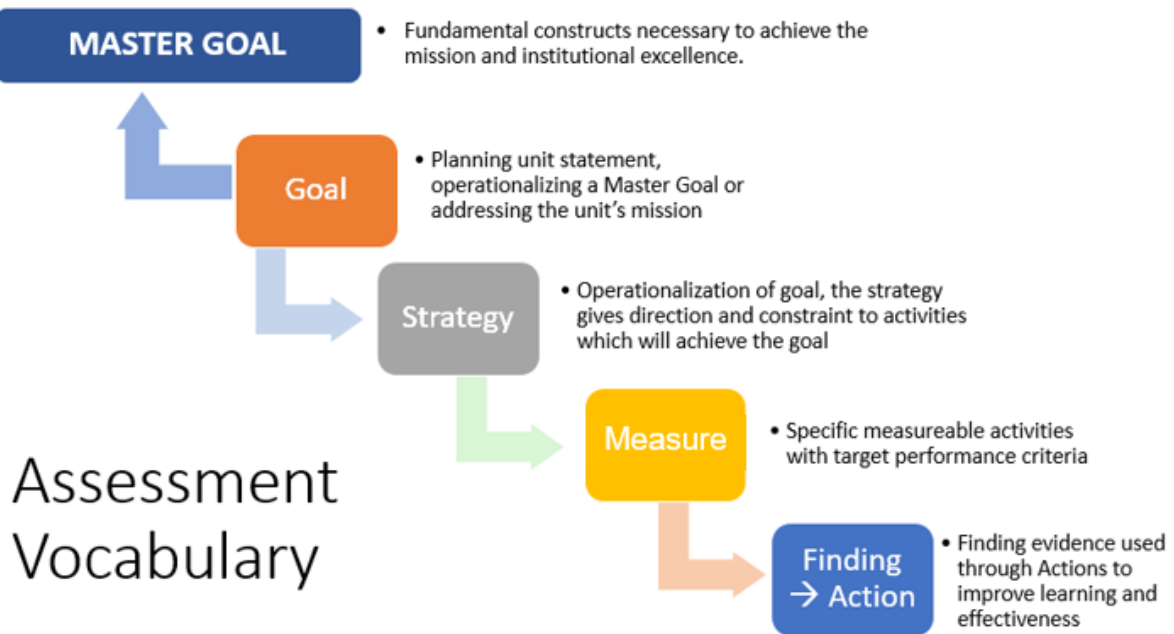 MASTER GOAL
• Fundamental constructs necessary to achieve the
mission and institutional excellence.
Goal
• Planning unit statement,
operationalizing a Master Goal or
addressing the unit’s mission
Strategy
• Operationalization of goal, the strategy
gives direction and constraint to activities
which will achieve the goal
Measure
• Specific measureable activities
with target performance criteria
Assessment
Vocabulary
Finding
→ Action
• Finding evidence used
through Actions to
improve learning and
effectiveness